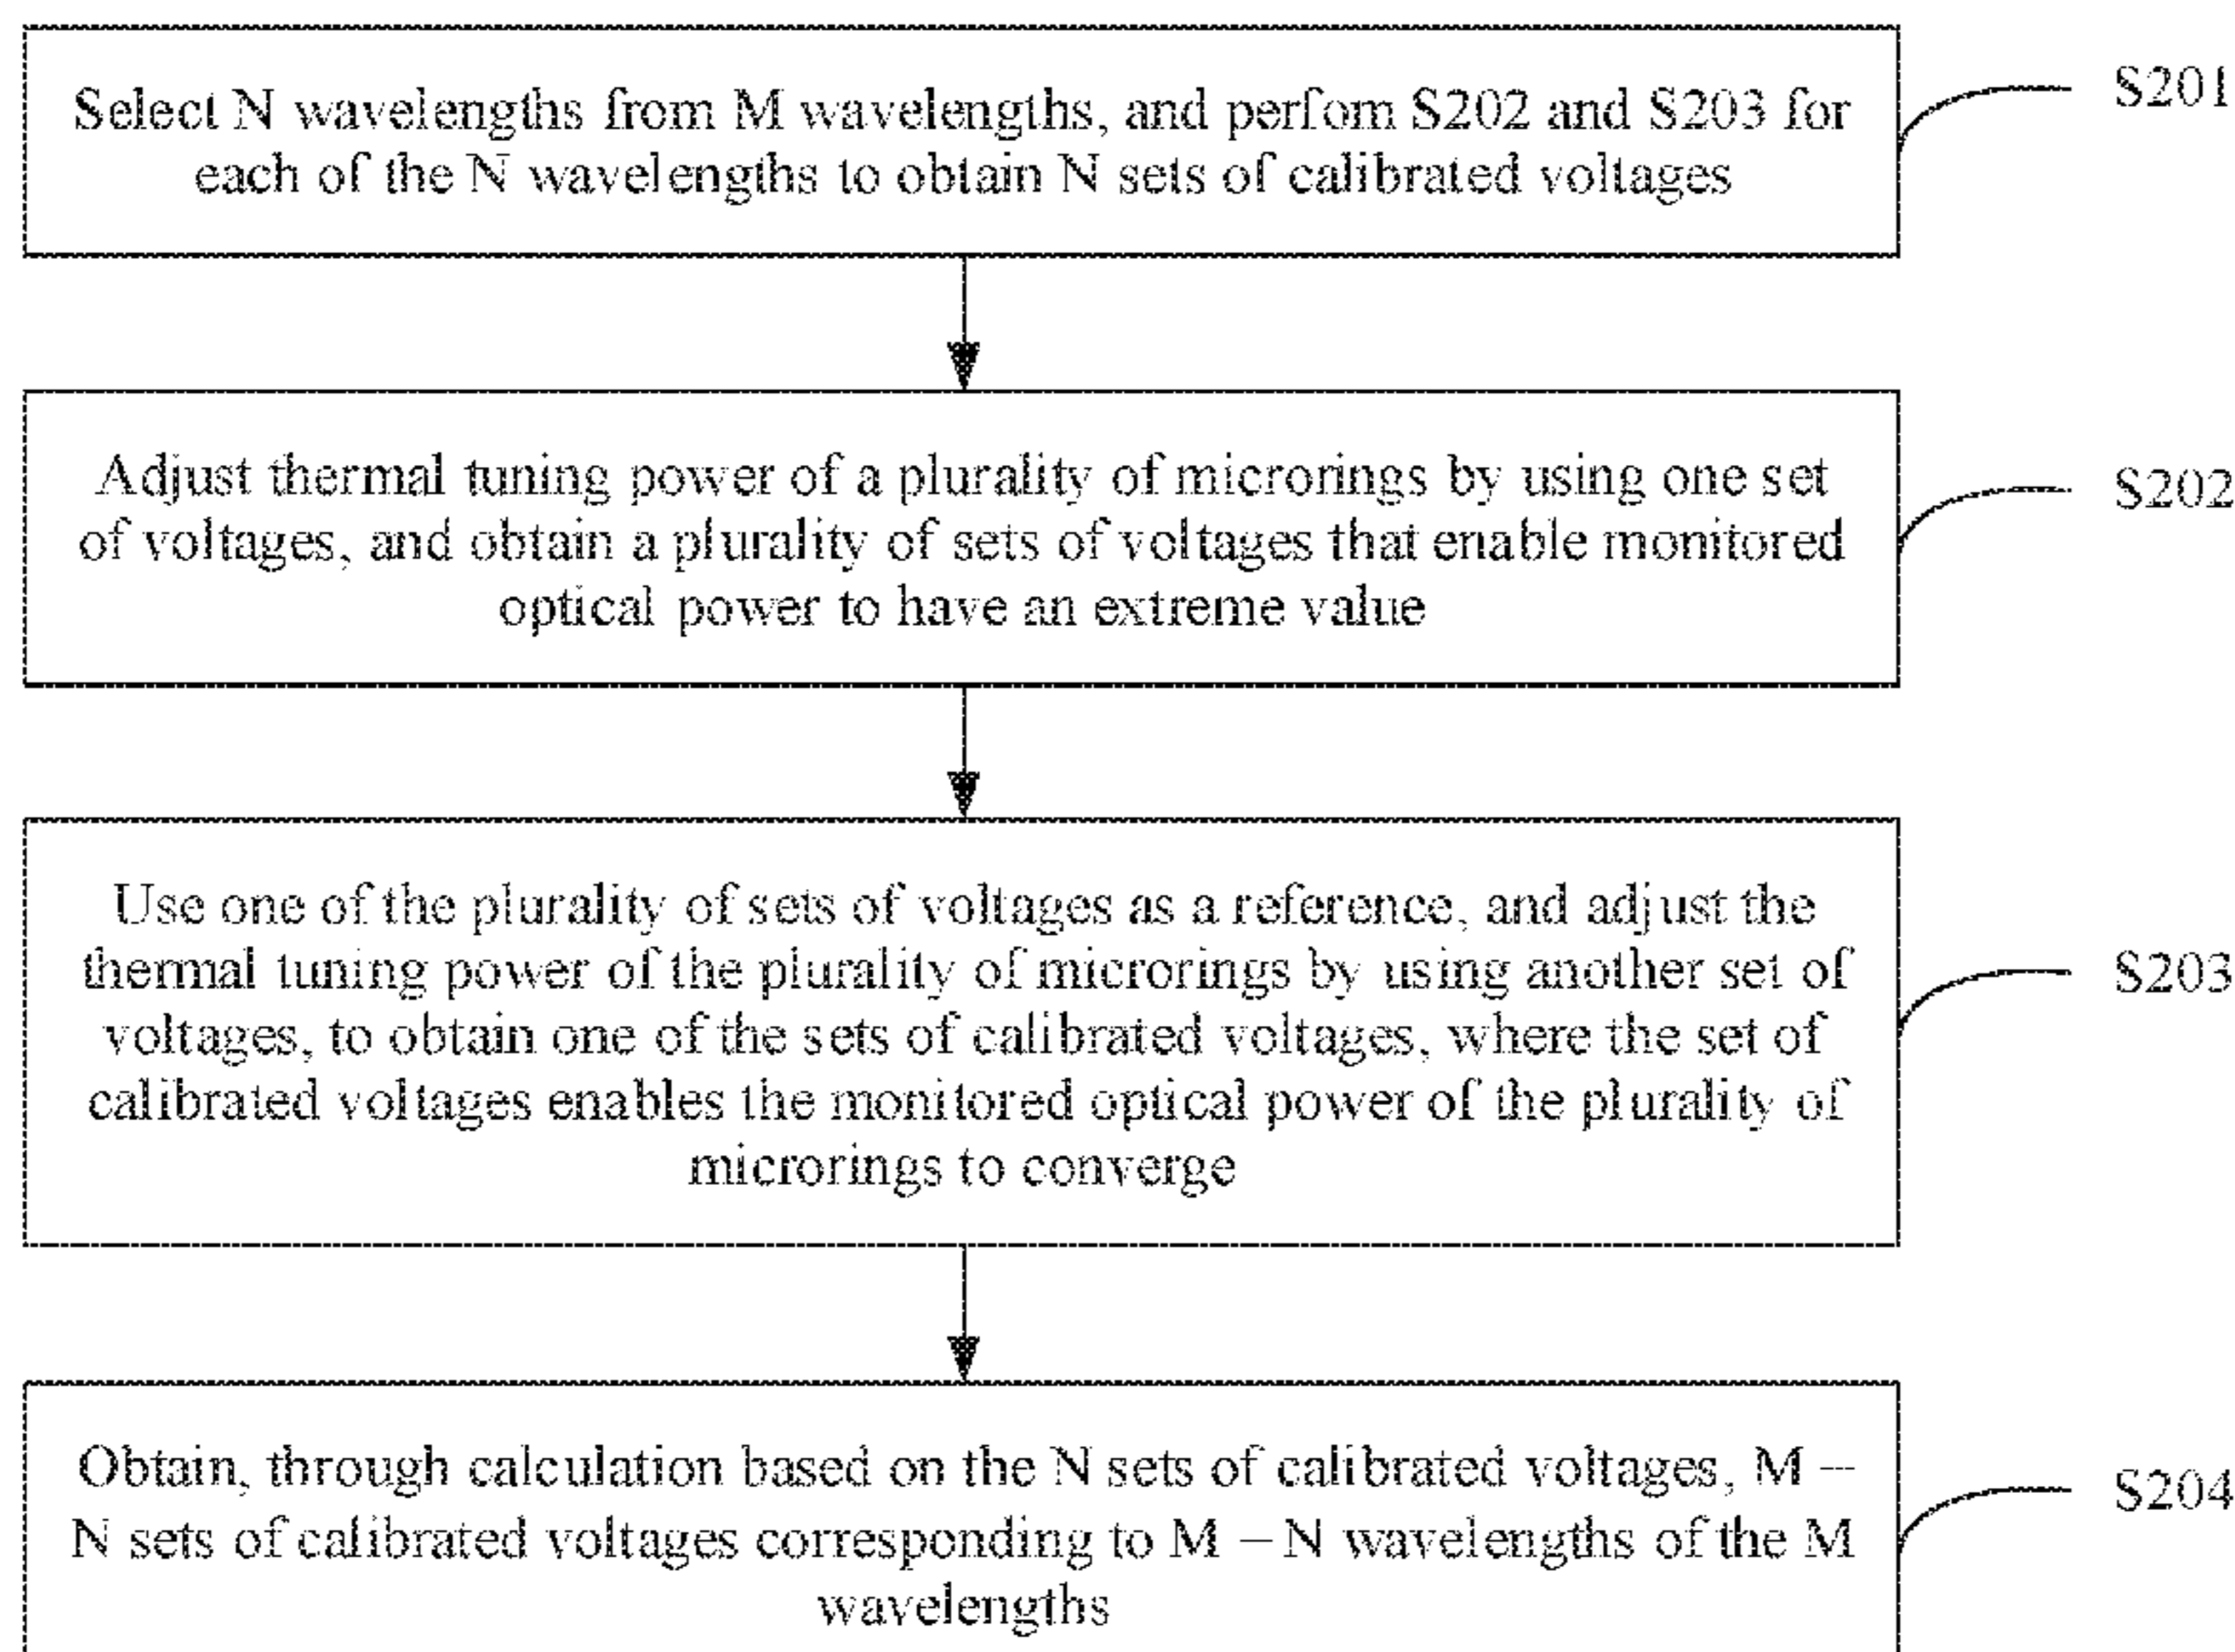 Select N wavelengths from M wavelengths, and perfom S202 and S203 for
each of the N wavelengths to obtain N sets of calibrated voltages
S201
Adjust thermal tuning power of a plurality of microrings by using one set
of voltages, and obtain a plurality of sets of voltages that enable monitored
optical power to have an extreme value
S202
Use one of the plurality of sets of voltages as a reference, and adjust the
thermal tuning power of the plurality of microrings by using another set of
voltages, to obtain one of the sets of calibrated voltages, where the set of
calibrated voltages enables the monitored optical power of the plurality of
microrings to converge
S203
Obtain, through calculation based on the N sets of calibrated voltages, M –
N sets of calibrated voltages corresponding to M – N wavelengths of the M
wavelengths
S204